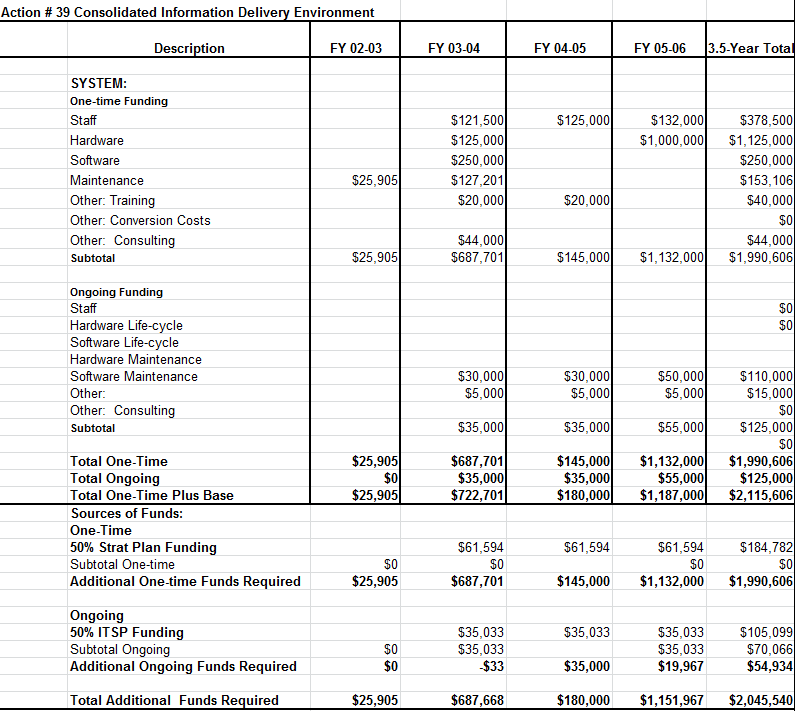 Action # 39 Consolidated Information Delivery Environment
Description FY 02-03 FY 03-04 FY 04-05 FY 05-06 3.5-Year Total
SYSTEM:
One-time Funding
Staff $121,500 $125,000 $132,000 $378,500
Hardware $125,000 $1,000,000 $1,125,000
Software $250,000 $250,000
Maintenance $25,905 $127,201 $153,106
Other: Training $20,000 $20,000 $40,000
Other: Conversion Costs $0
Other: Consulting $44,000 $44,000
Subtotal $25,905 $687,701 $145,000 $1,132,000 $1,990,606
Ongoing Funding
Staff $0
Hardware Life-cycle $0
Software Life-cycle
Hardware Maintenance
Software Maintenance $30,000 $30,000 $50,000 $110,000
Other: $5,000 $5,000 $5,000 $15,000
Other: Consulting $0
Subtotal $35,000 $35,000 $55,000 $125,000
$0
Total One-Time $25,905 $687,701 $145,000 $1,132,000 $1,990,606
Total Ongoing $0 $35,000 $35,000 $55,000 $125,000
Total One-Time Plus Base $25,905 $722,701 $180,000 $1,187,000 $2,115,606
Sources of Funds:
One-Time
50% Strat Plan Funding $61,594 $61,594 $61,594 $184,782
Subtotal One-time $0 $0 $0 $0
Additional One-time Funds Required $25,905 $687,701 $145,000 $1,132,000 $1,990,606
Ongoing
50% ITSP Funding $35,033 $35,033 $35,033 $105,099
Subtotal Ongoing $0 $35,033 $35,033 $70,066
Additional Ongoing Funds Required $0 -$33 $35,000 $19,967 $54,934
Total Additional Funds Required $25,905 $687,668 $180,000 $1,151,967 $2,045,540